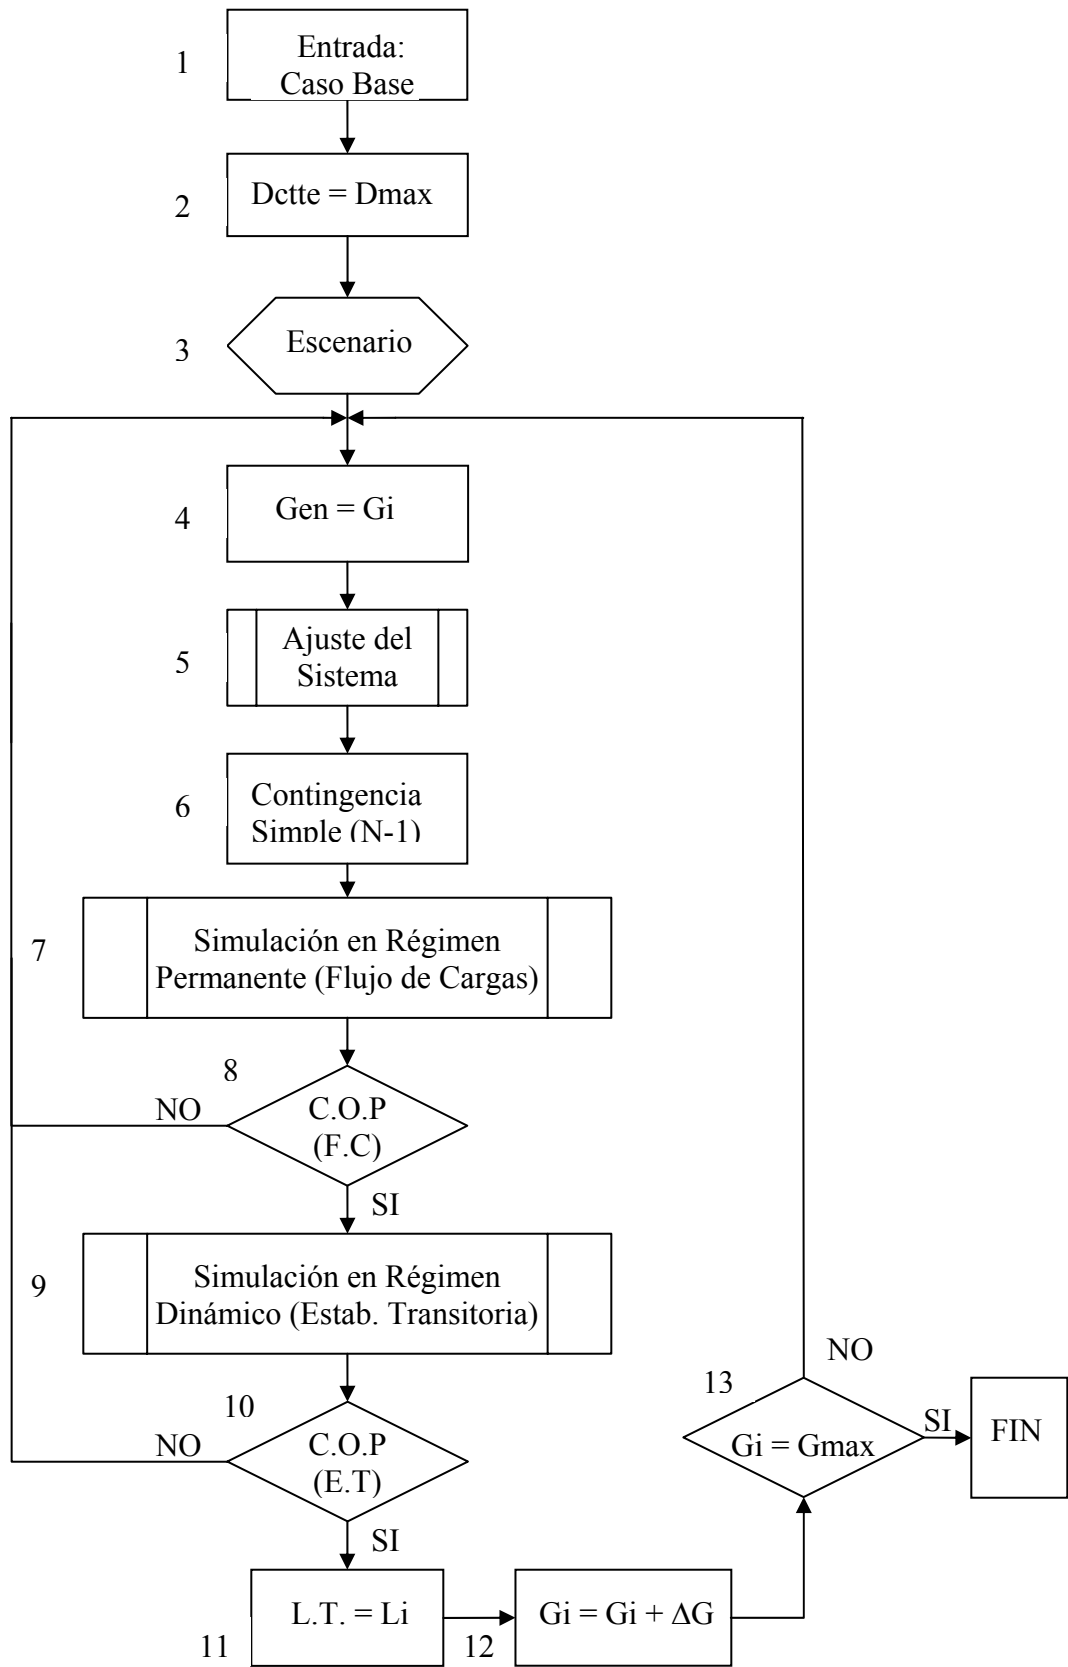 1
Entrada:
Caso Base
2
Dctte = Dmax
3
Escenario
4
Gen = Gi
5
Ajuste del
Sistema
6
Contingencia
Simple (N-1)
7
Simulación en Régimen
Permanente (Flujo de Cargas)
8
NO
C.O.P
(F.C)
SI
9
Simulación en Régimen
Dinámico (Estab. Transitoria)
10
NO
C.O.P
(E.T)
SI
11
L.T. = Li
12
Gi = Gi + ΔG
13
NO
Gi = Gmax
SI
FIN